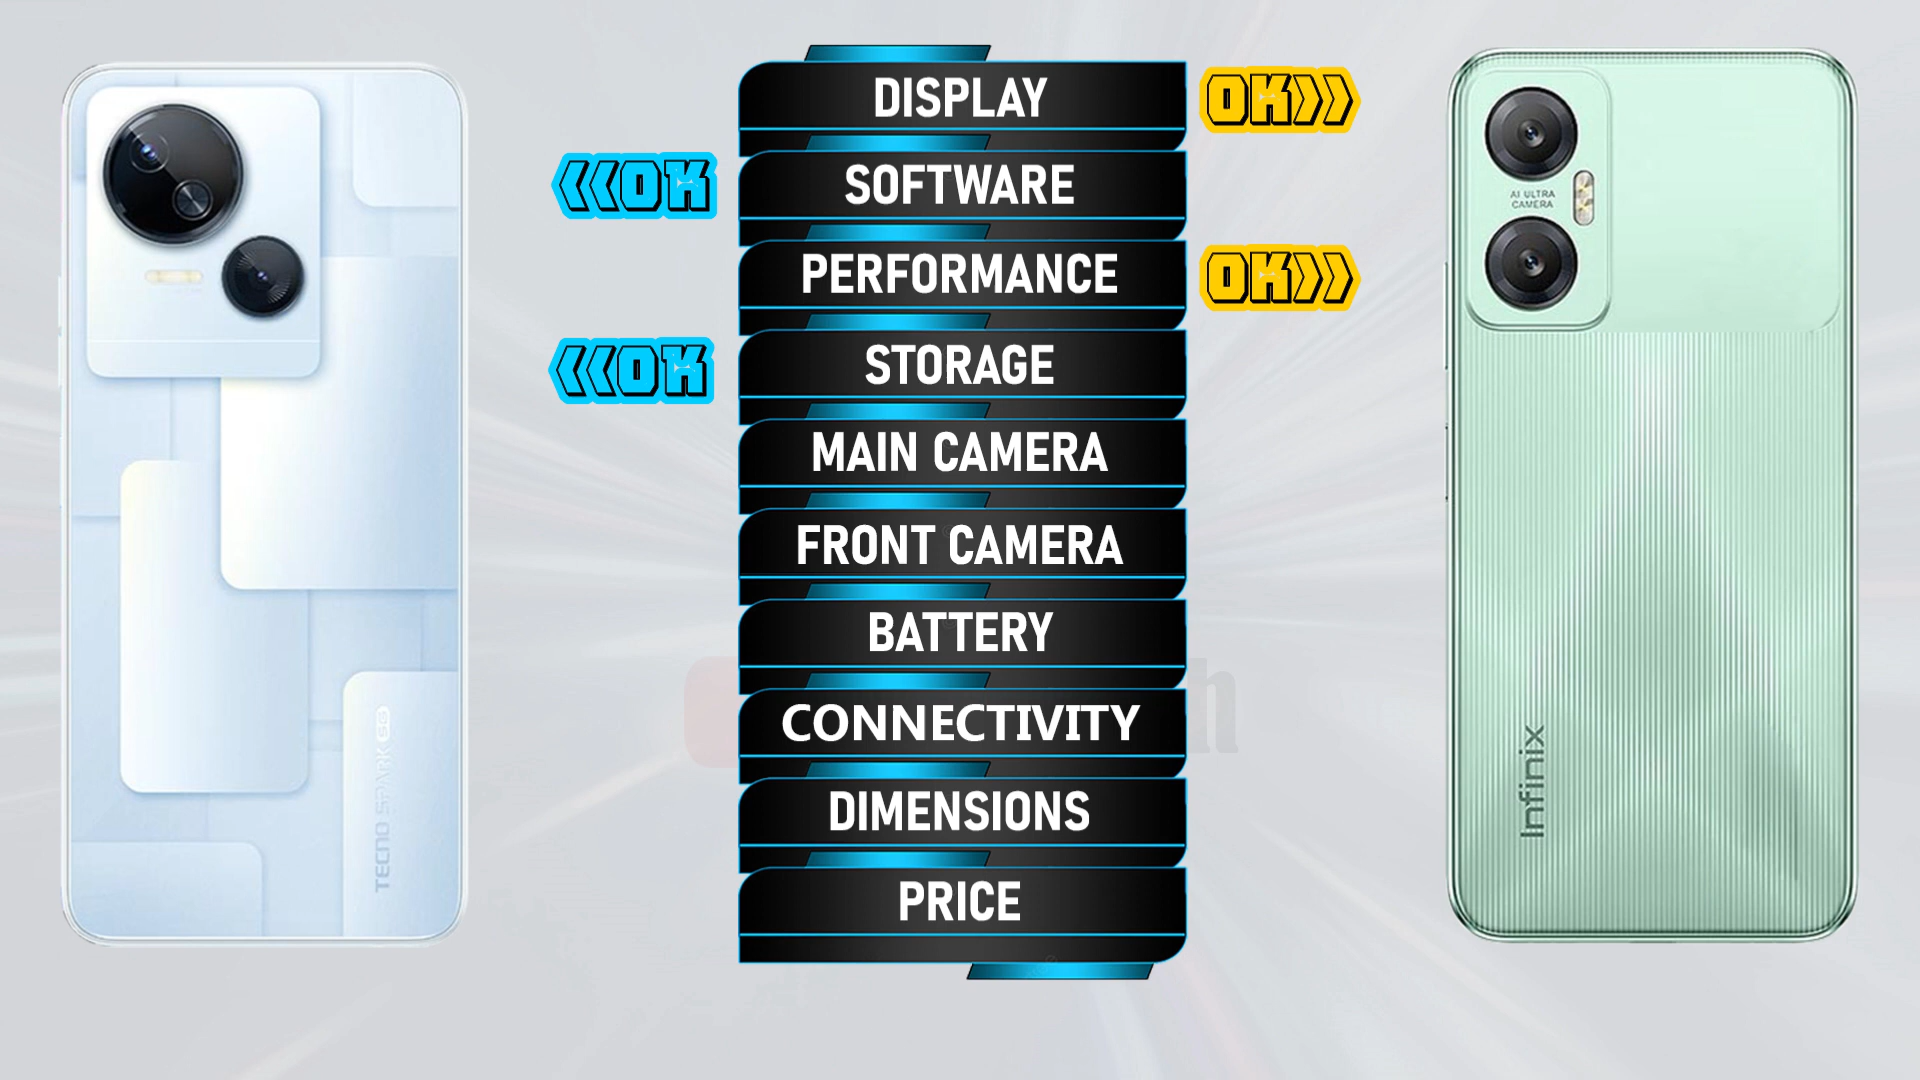 DISPLAY
OK
OK
SOFTWARE
PERFORMANCE
OK
OK
STORAGE
MAIN CAMERA
FRONT CAMERA
BATTERY
CONNECTIVITY
DIMENSIONS
PRICE
TECNO SPARK 5G
AI ULTRA
CAMERA
Infinix